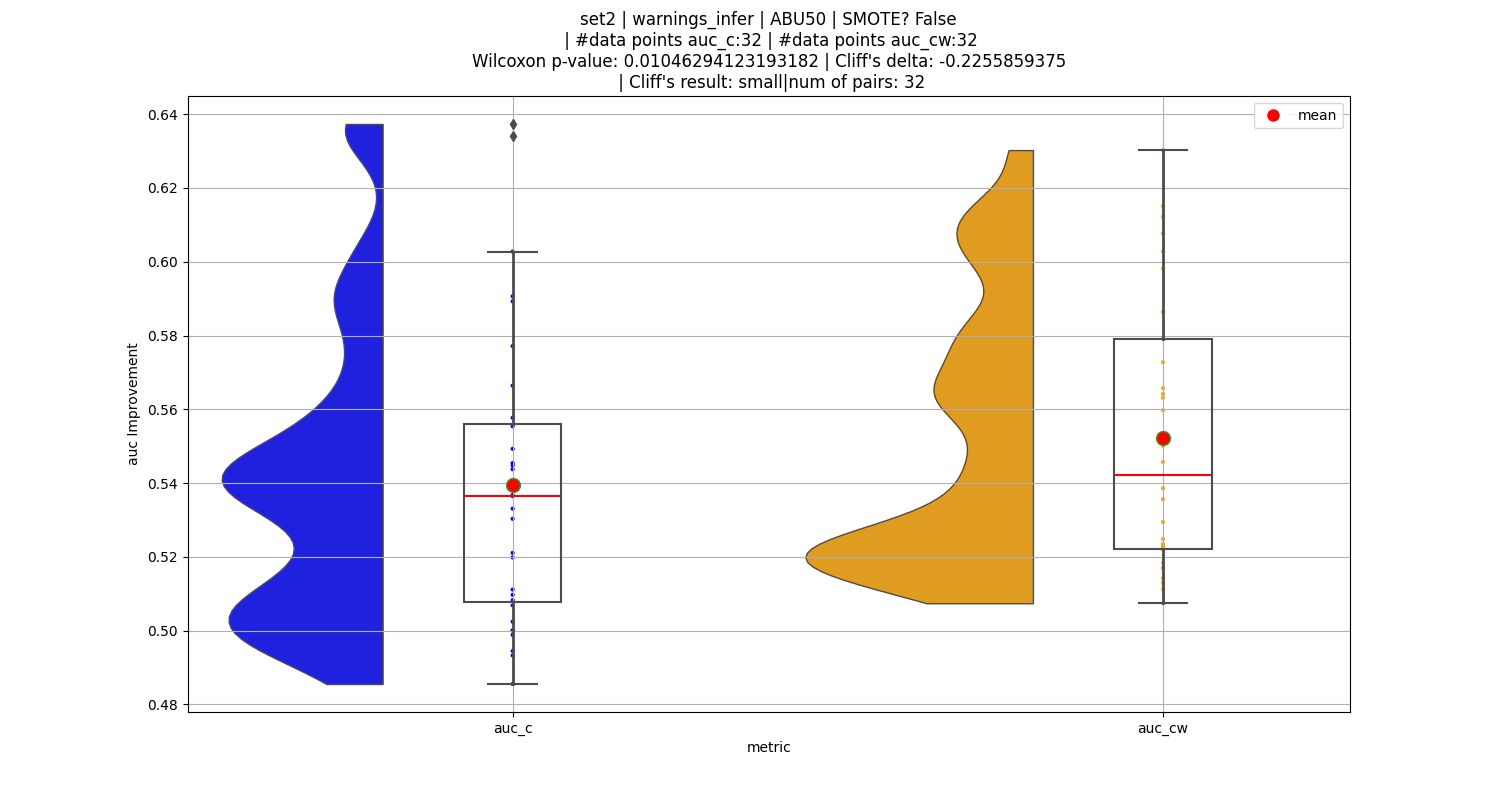 set2 | warnings_infer | ABU50 | SMOTE? False
| #data points auc_c:32 | #data points auc_cw:32
Wilcoxon p-value: 0.01046294123193182 | Cliff's delta: -0.2255859375
| Cliff's result: small|num of pairs: 32
mean
0.64
0.62
0.60
0.58
0.56
0.54
0.52
0.50
0.48
auc Improvement
auc_c
auc_cw
metric